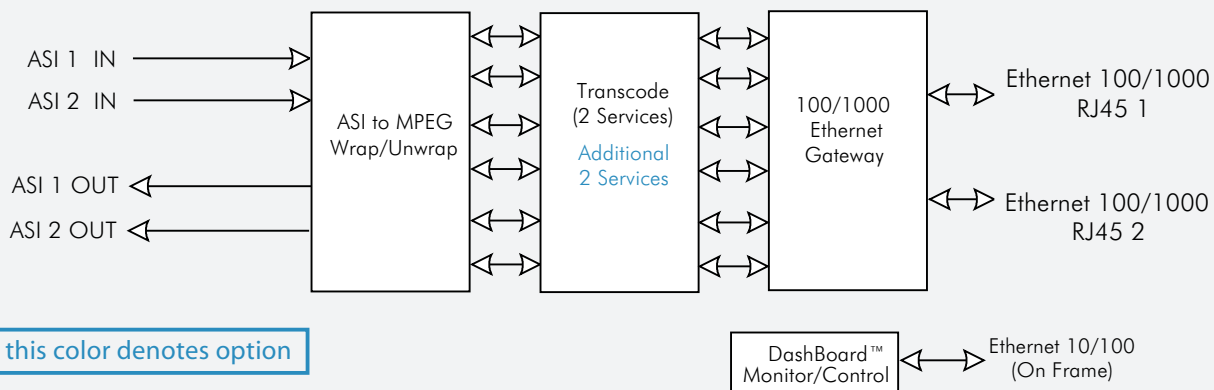 ASI 1 IN
ASI 2 IN
ASI 1 OUT
ASI 2 OUT
ASI to MPEG
Wrap/Unwrap
Transcode
(2 Services)
Additional
2 Services
100/1000
Ethernet
Gateway
Ethernet 100/1000
RJ45 1
Ethernet 100/1000
RJ45 2
this color denotes option
DashBoard™
Monitor/Control
Ethernet 10/100
(On Frame)